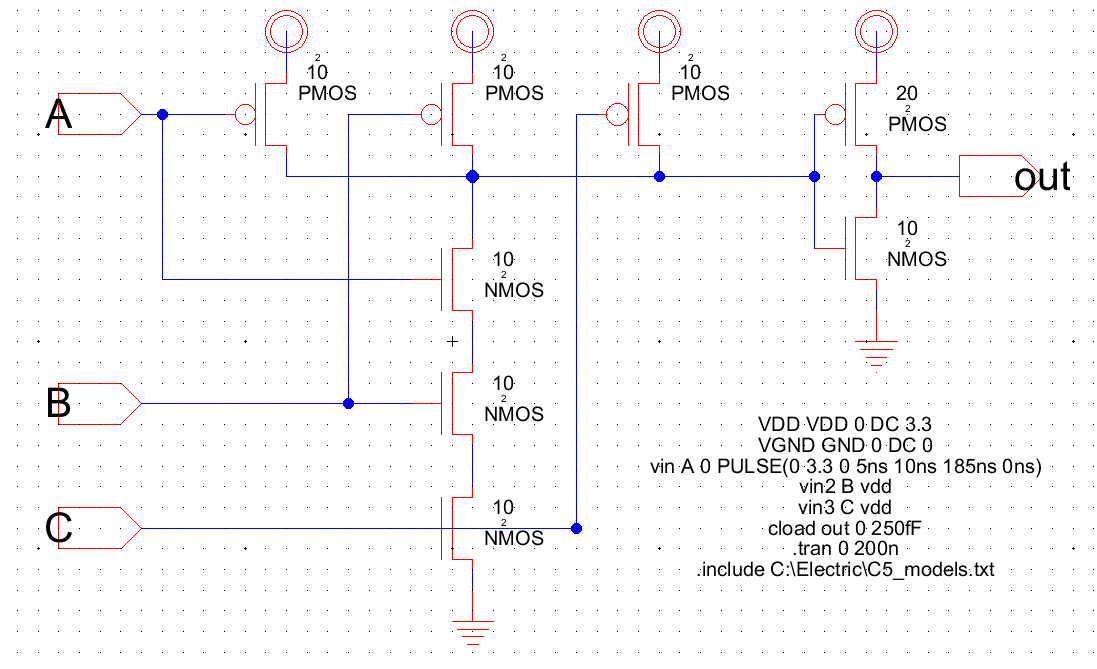 2
10
PMOS
2
10
PMOS
2
10
PMOS
20
2
PMOS
A
out
10
2
NMOS
10
2
NMOS
B
10
2
NMOS
C
10
2
NMOS
VDD VDD 0 DC 3.3
VGND GND 0 DC 0
vin A 0 PULSE(0 3.3 0 5ns 10ns 185ns 0ns)
vin2 B vdd
vin3 C vdd
cload out 0 250fF
.tran 0 200n
.include C:\Electric\C5_models.txt